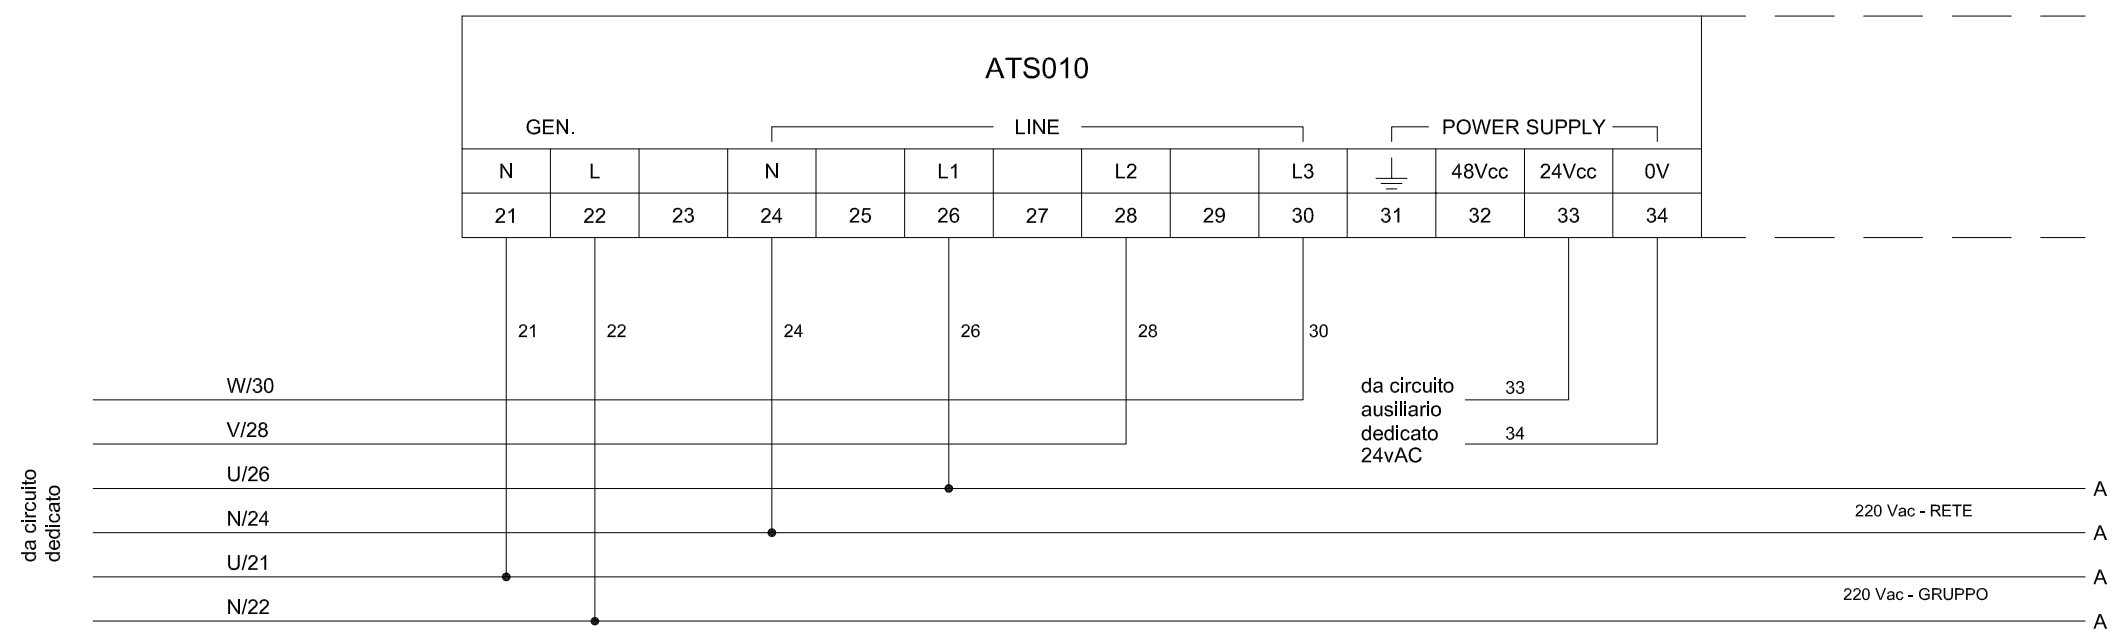 ATS010
GEN. LINE POWER SUPPLY
N L N L1 L2 L3 48Vcc 24Vcc 0V
21 22 23 24 25 26 27 28 29 30 31 32 33 34
21 22 24 26 28 30
W/30
V/28
U/26
N/24
U/21
N/22
da circuito
dedicato
da circuito
ausiliario
dedicato
24vAC
33
34
A
220 Vac - RETE
A
A
220 Vac - GRUPPO
A